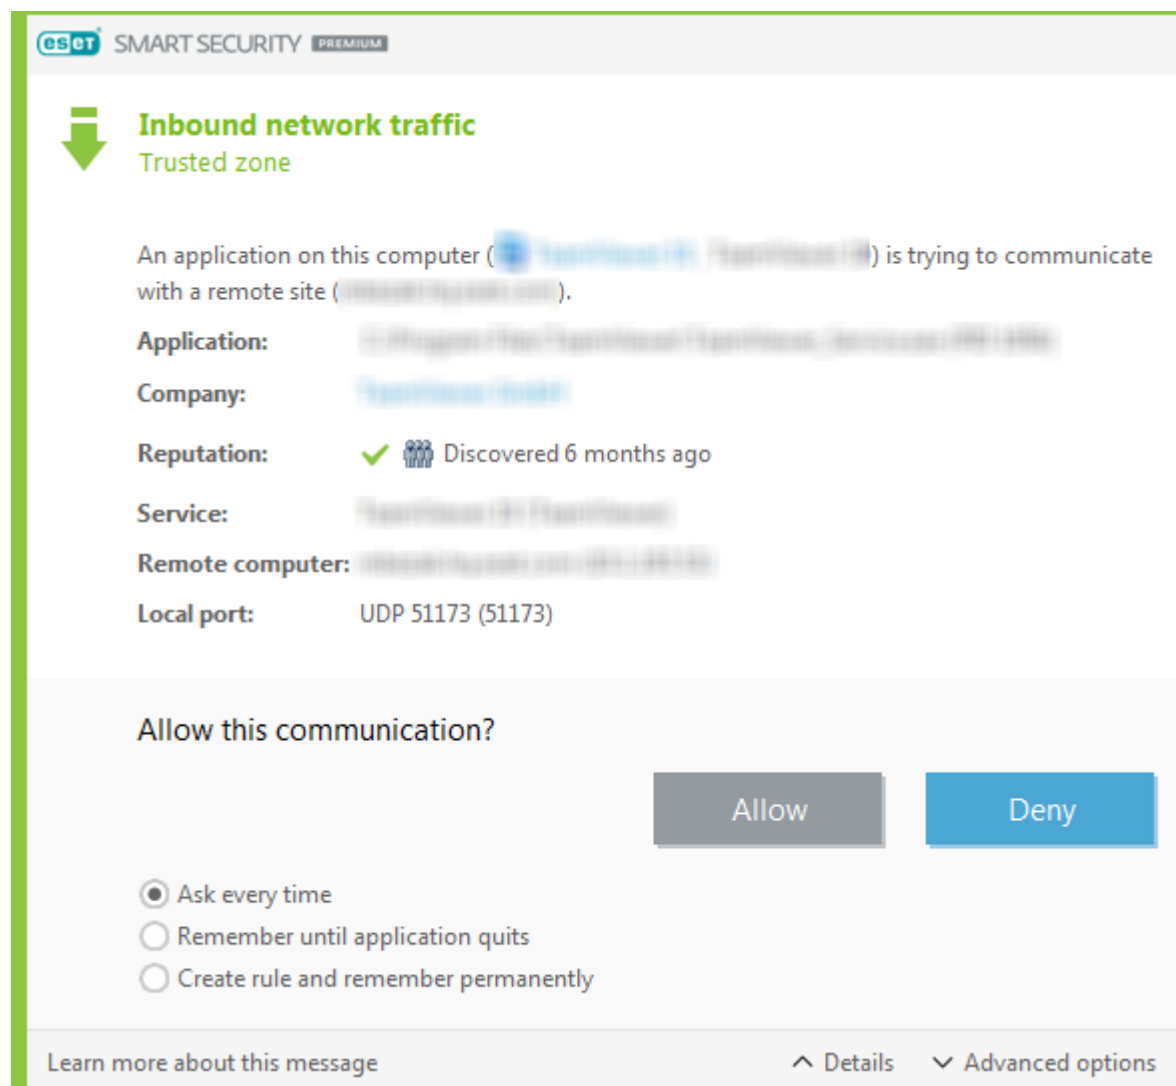 eset SMART SECURITY PREMIUM
Inbound network traffic
Trusted zone
An application on this computer ( ) is trying to communicate
with a remote site ( ).
Application:
Company:
Reputation: Discovered 6 months ago
Service:
Remote computer:
Local port: UDP 51173 (51173)
Allow this communication?
Allow Deny
Ask every time
Remember until application quits
Create rule and remember permanently
Learn more about this message Details Advanced options